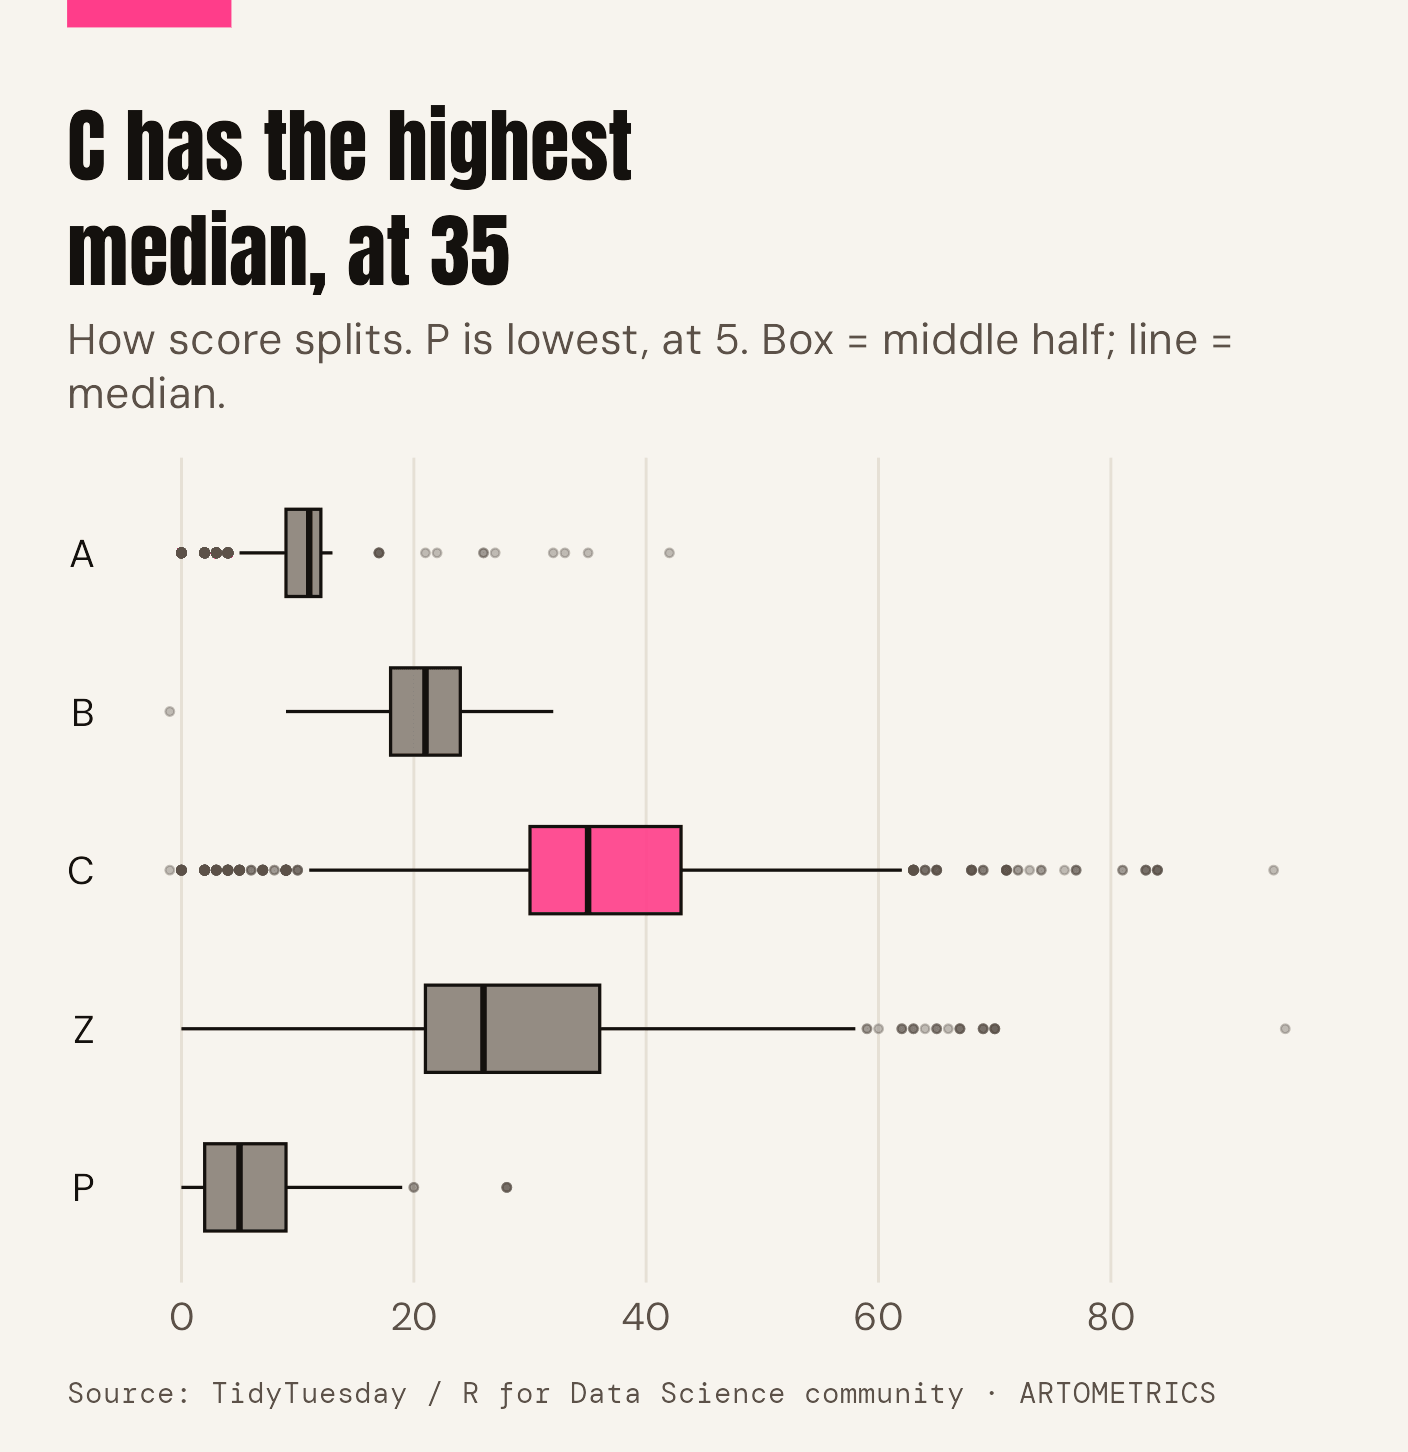 C has the highest
median, at 35
How score splits. P is lowest, at 5. Box = middle half; line =
median.
A
B
C
Z
P
0 20 40 60 80
Source: TidyTuesday / R for Data Science community · ARTOMETRICS